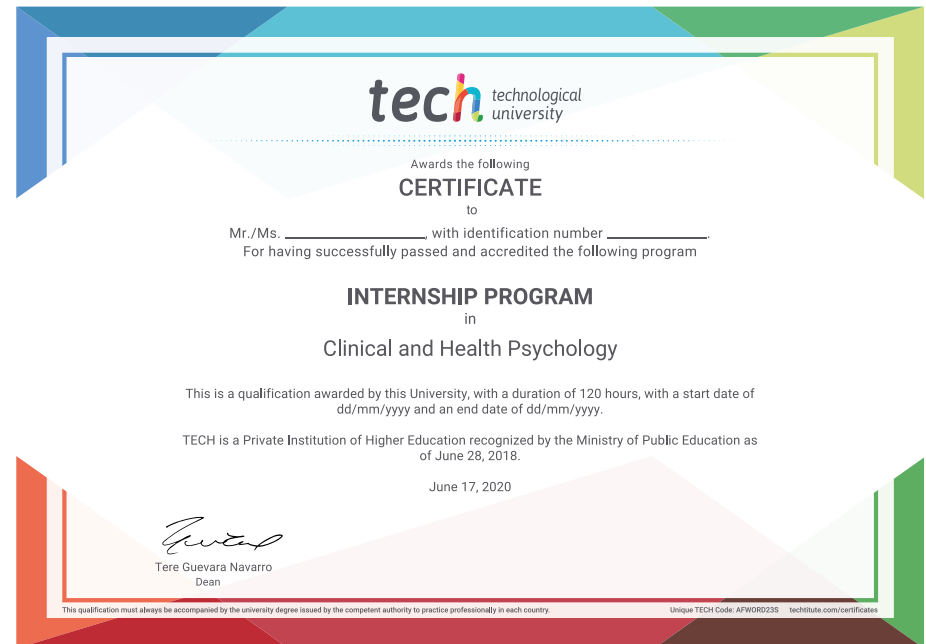 tech technological
university
Awards the following
CERTIFICATE
to
Mr./Ms. ____________________, with identification number ______________.
For having successfully passed and accredited the following program
INTERNSHIP PROGRAM
in
Clinical and Health Psychology
This is a qualification awarded by this University, with a duration of 120 hours, with a start date of
dd/mm/yyyy and an end date of dd/mm/yyyy.
TECH is a Private Institution of Higher Education recognized by the Ministry of Public Education as
of June 28, 2018.
June 17, 2020
Tere Guevara Navarro
Dean
This qualification must always be accompanied by the university degree issued by the competent authority to practice professionally in each country.
Unique TECH Code: AFWORD23S techtitute.com/certificates